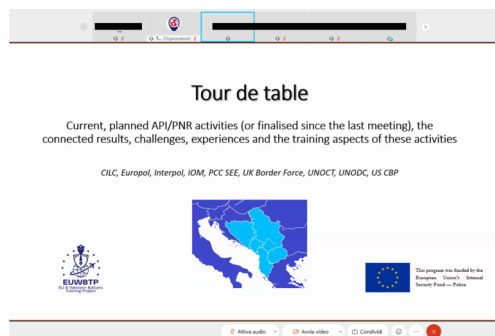 (Organizzatore)
Tour de table
Current, planned API/PNR activities (or finalised since the last meeting), the
connected results, challenges, experiences and the training aspects of these activities
CILC, Europol, Interpol, IOM, PCC SEE, UK Border Force, UNOCT, UNODC, US CBP
EUWBTP
EU & Western Balkans
Training Project
This program was funded by the
European Union's Internal
Security Fund — Police.
Attiva audio
Avvia video
Condividi